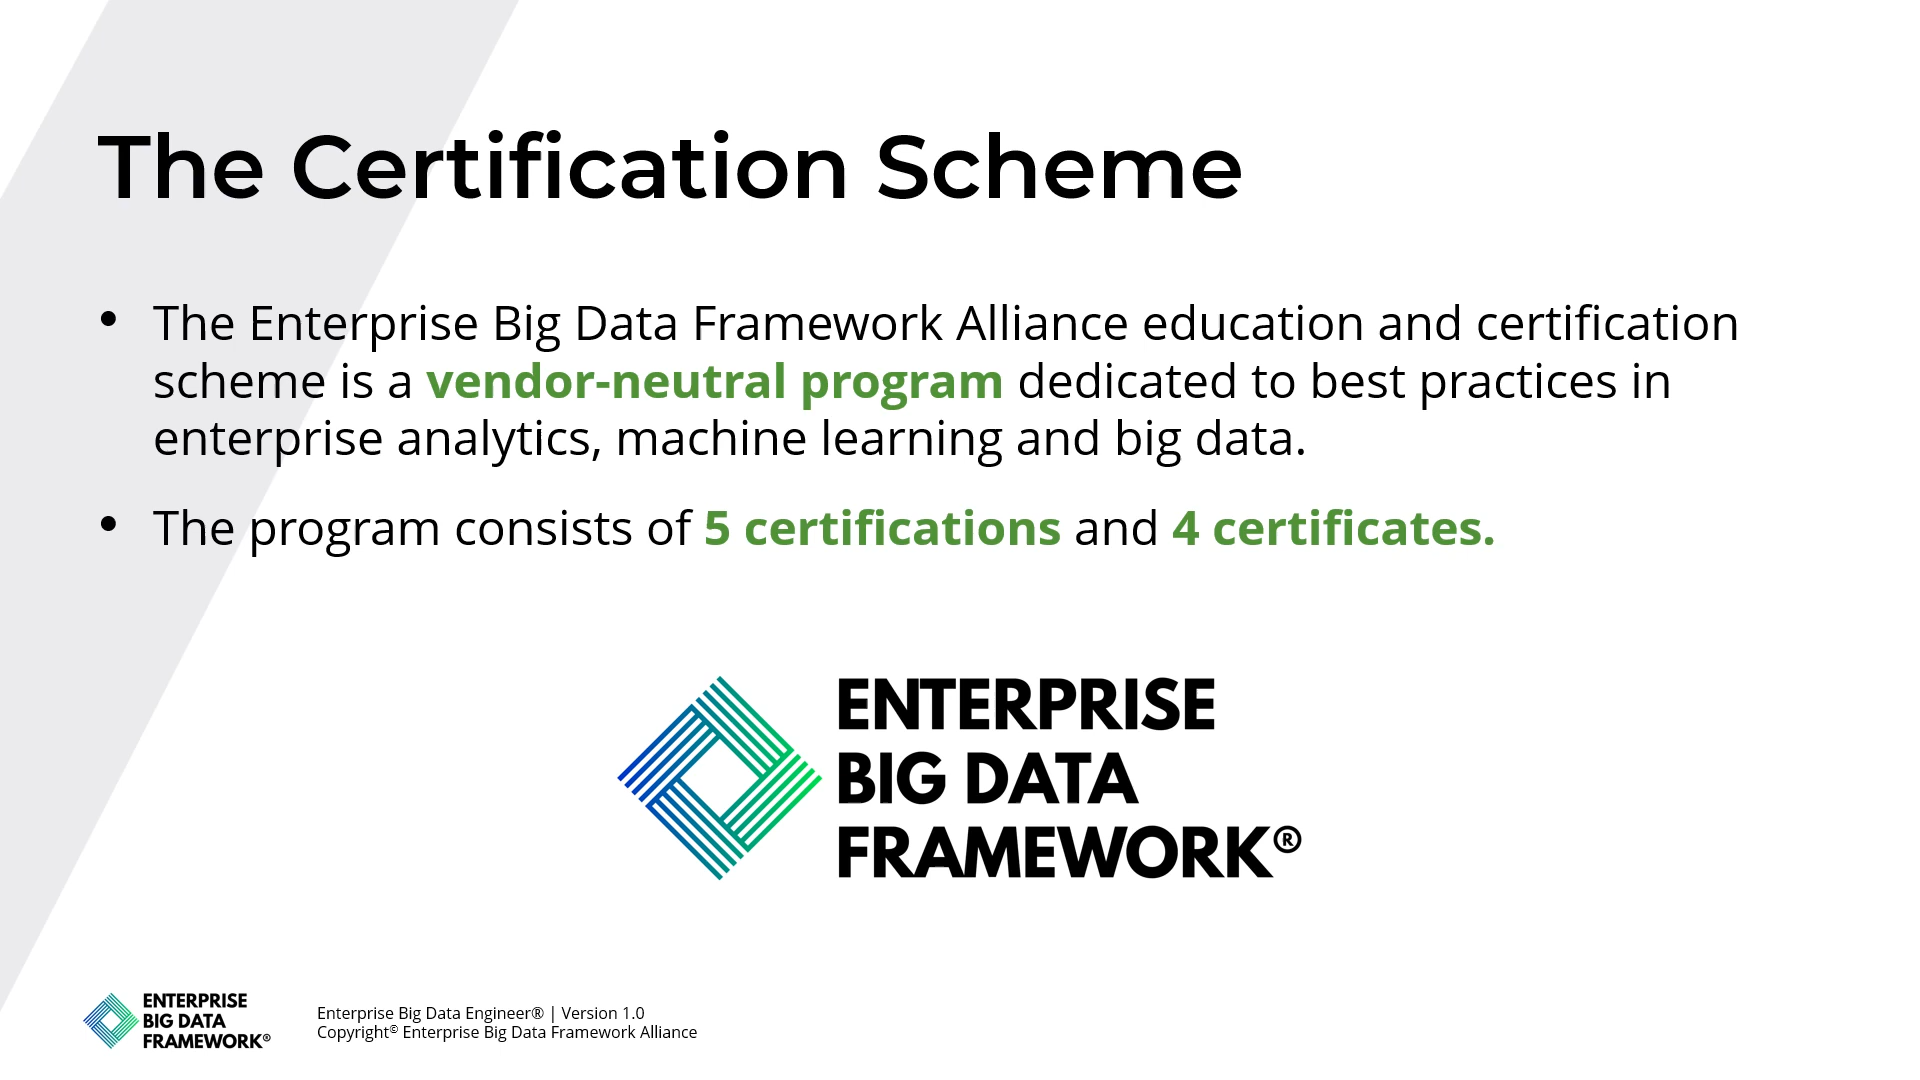 The Certification Scheme
• The Enterprise Big Data Framework Alliance education and certification
scheme is a vendor-neutral program dedicated to best practices in
enterprise analytics, machine learning and big data.
• The program consists of 5 certifications and 4 certificates.
ENTERPRISE
BIG DATA
FRAMEWORK®
ENTERPRISE
BIG DATA
FRAMEWORK®
Enterprise Big Data Engineer® | Version 1.0
Copyright© Enterprise Big Data Framework Alliance